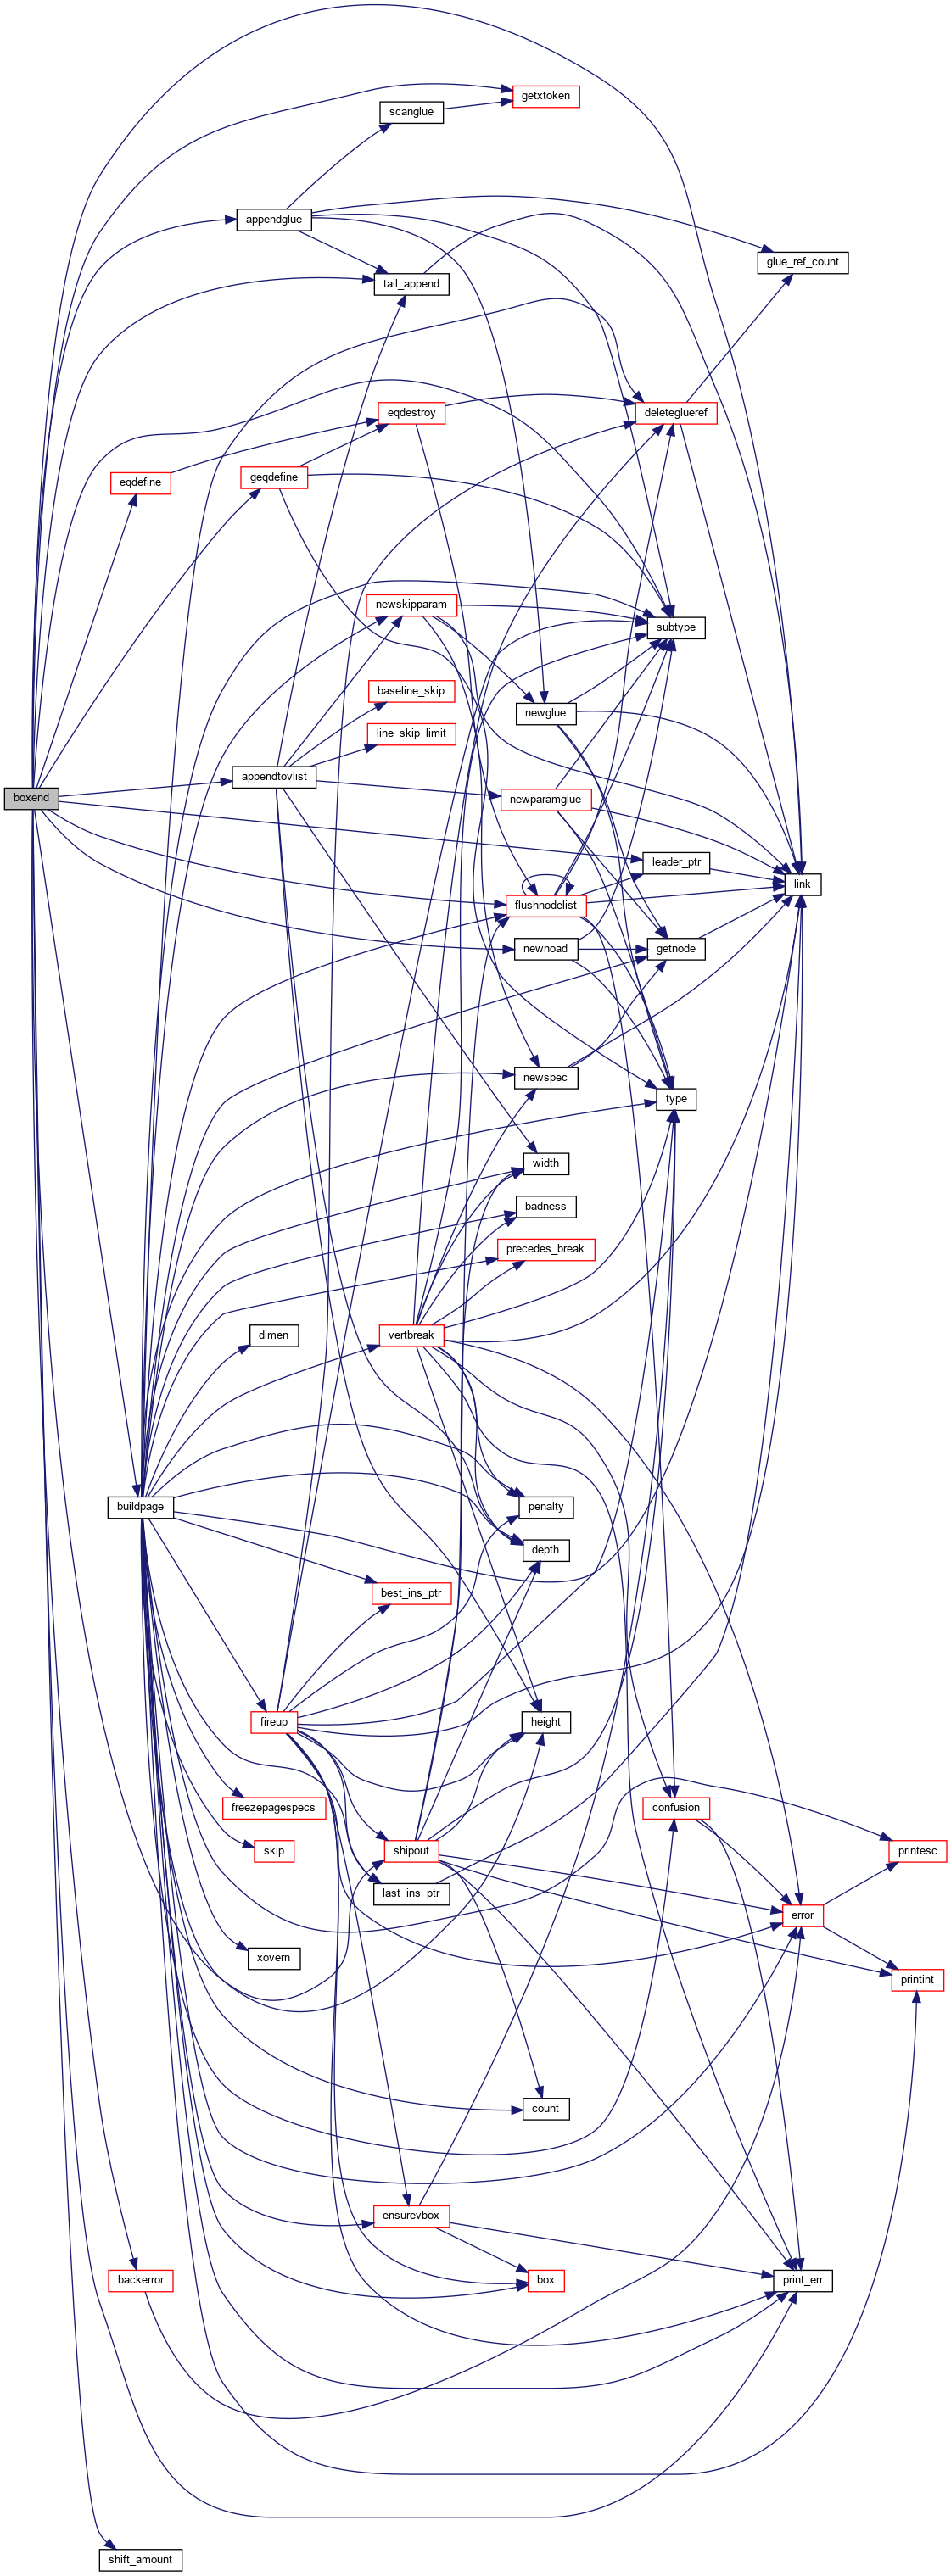 getxtoken
scanglue
appendglue
glue_ref_count
tail_append
eqdestroy
deleteglueref
geqdefine
eqdefine
newskipparam
subtype
baseline_skip
newglue
line_skip_limit
appendtovlist
boxend
newparamglue
leader_ptr
link
flushnodelist
newnoad
getnode
newspec
type
width
badness
precedes_break
dimen
vertbreak
buildpage
penalty
depth
best_ins_ptr
fireup
height
freezepagespecs
confusion
skip
shipout
printesc
last_ins_ptr
error
xovern
printint
count
ensurevbox
backerror
box
print_err
shift_amount